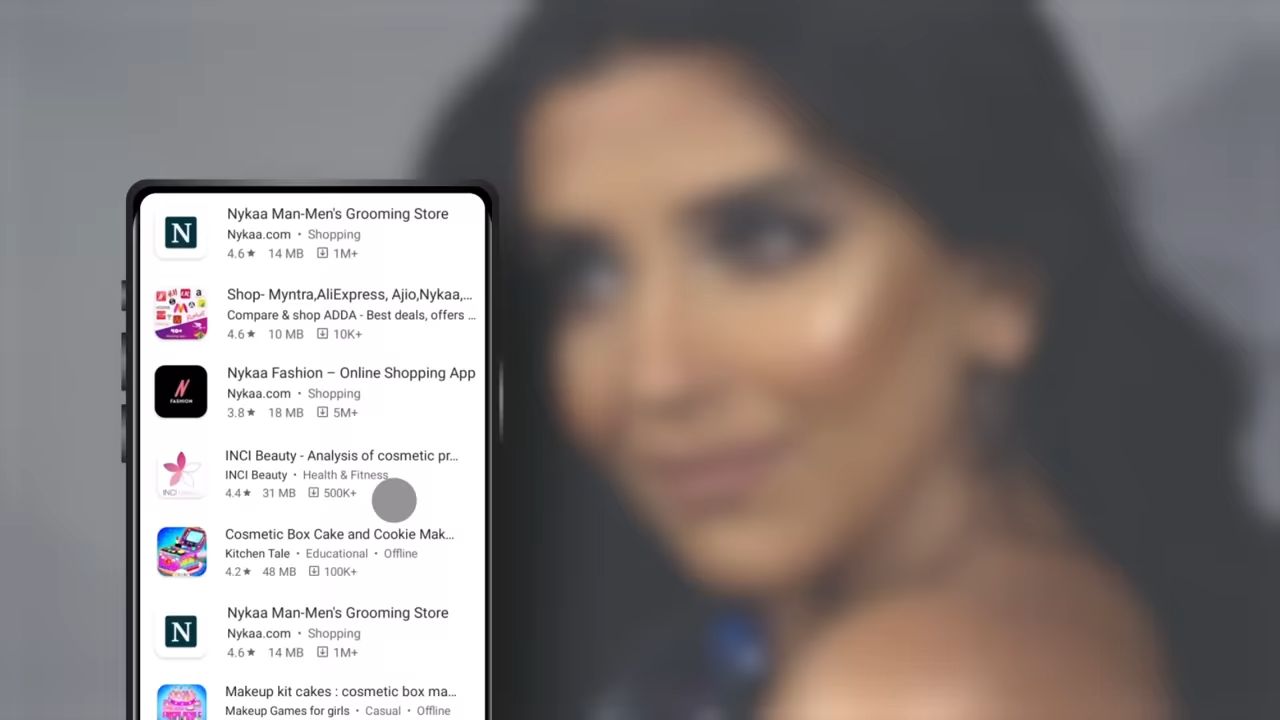 N
Nykaa Man-Men's Grooming Store
Nykaa.com • Shopping
4.6★ 14 MB 1M+
Shop- Myntra,AliExpress, Ajio,Nykaa,...
Compare & shop ADDA - Best deals, offers ...
4.6★ 10 MB 10K+
N
FASHION
Nykaa Fashion – Online Shopping App
Nykaa.com • Shopping
3.8★ 18 MB 5M+
INCI Beauty - Analysis of cosmetic pr...
INCI Beauty • Health & Fitness
4.4★ 31 MB 500K+
INCI
Cosmetic Box Cake and Cookie Mak...
Kitchen Tale • Educational • Offline
4.2★ 48 MB 100K+
N
Nykaa Man-Men's Grooming Store
Nykaa.com • Shopping
4.6★ 14 MB 1M+
Makeup kit cakes : cosmetic box ma...
Makeup Games for girls • Casual • Offline